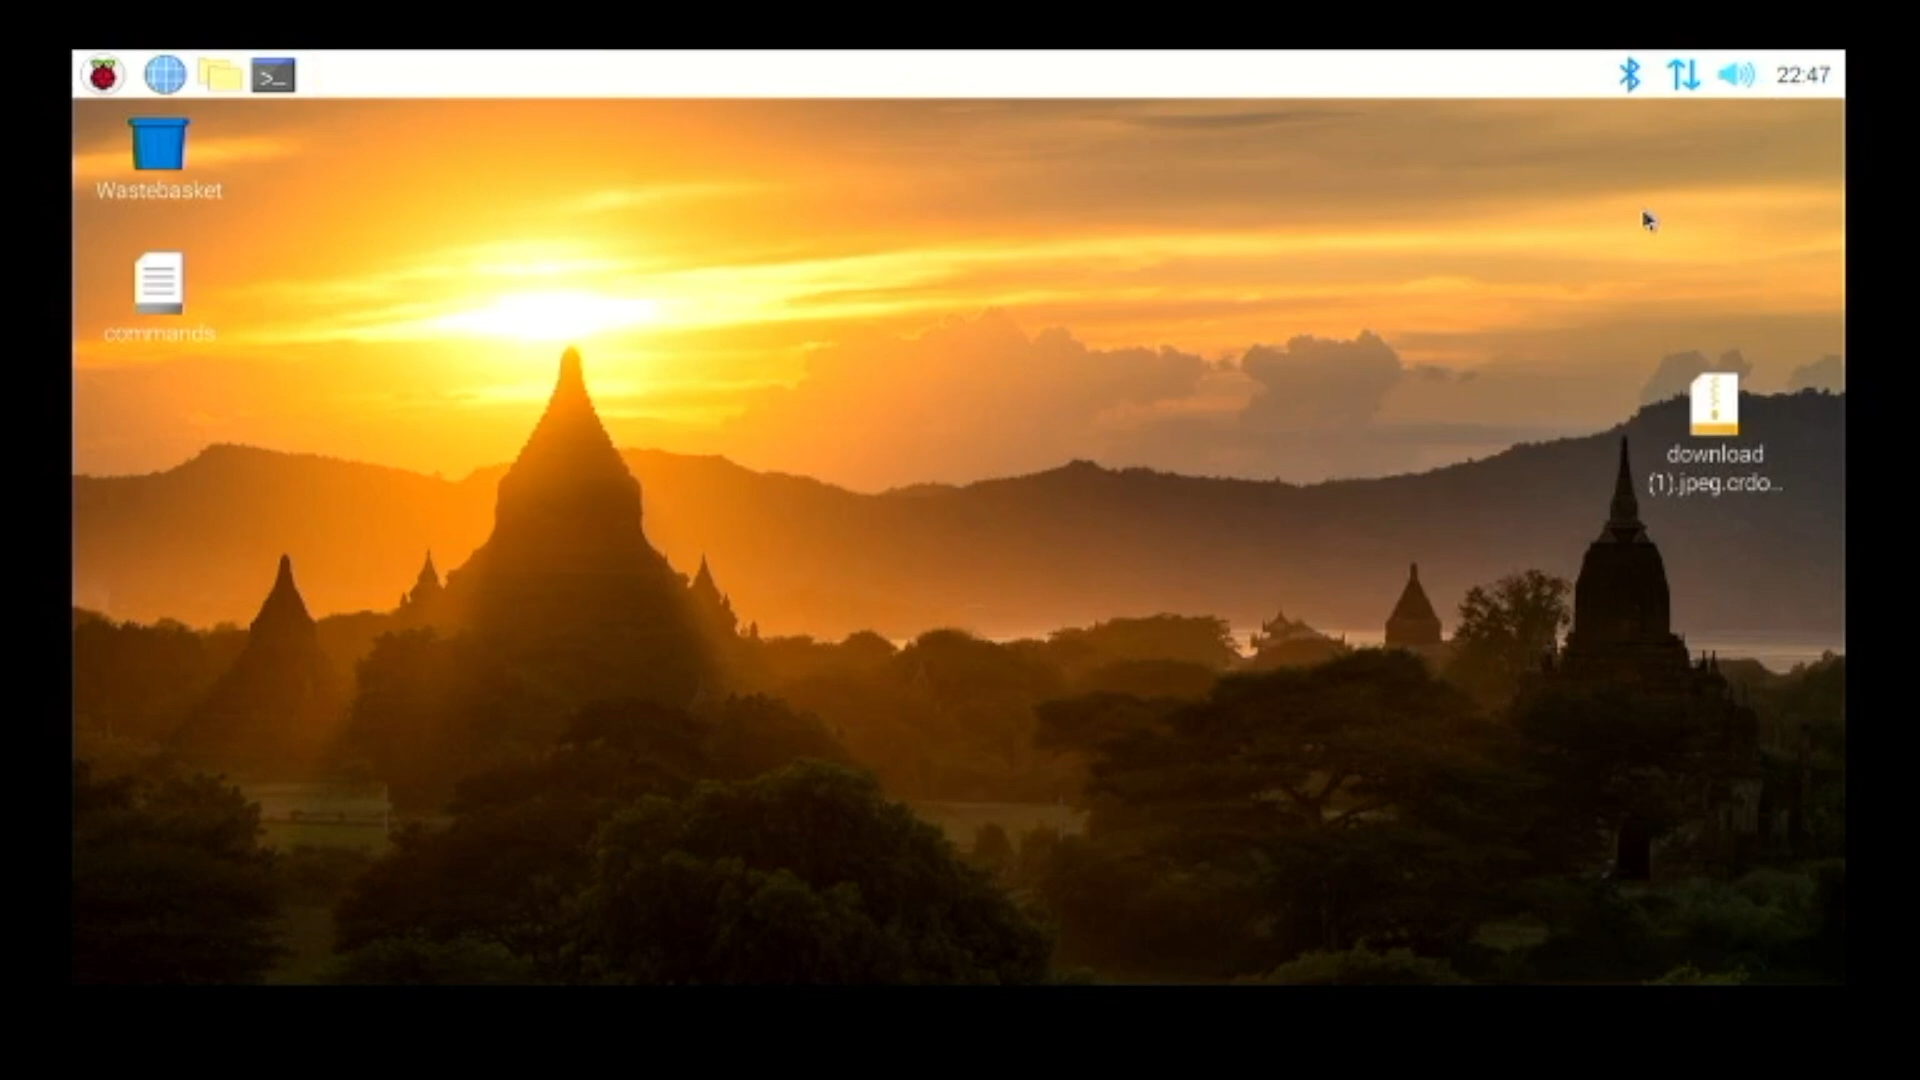 >_
22:47
Wastebasket
commands
download
(1).jpeg.crdo...